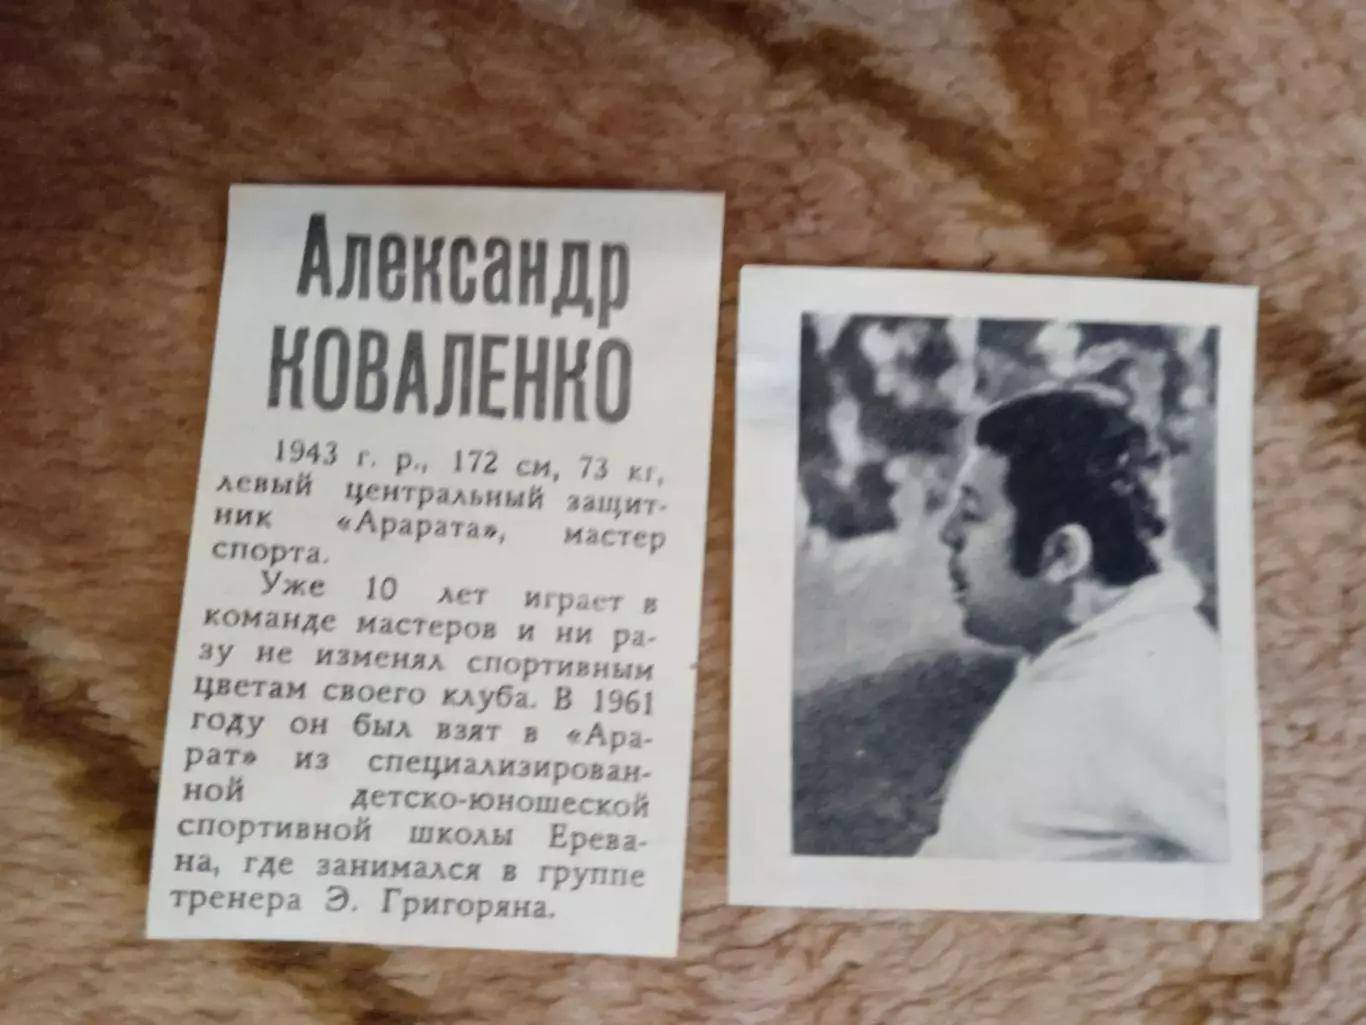 Александр
КОВАЛЕНКО
1943 г. р., 172 см, 73 кг,
левый центральный защит-
ник «Арарата», мастер
спорта.
Уже 10 лет играет в
команде мастеров и ни ра-
зу не изменял спортивным
цветам своего клуба. В 1961
году он был взят в «Ара-
рат» из специализирован-
ной детско-юношеской
спортивной школы Ерева-
на, где занимался в группе
тренера Э. Григоряна.